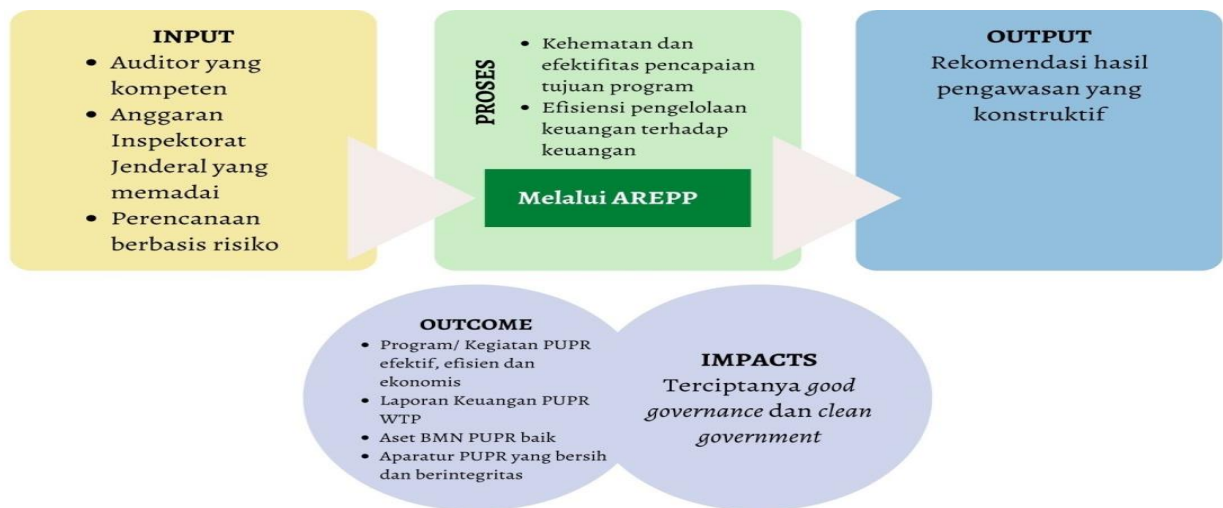 INPUT
• Auditor yang
kompeten
• Anggaran
Inspektorat
Jenderal yang
memadai
• Perencanaan
berbasis risiko
PROSES
• Kehematan dan
efektifitas pencapaian
tujuan program
• Efisiensi pengelolaan
keuangan terhadap
keuangan
Melalui AREPP
OUTPUT
Rekomendasi hasil
pengawasan yang
konstruktif
OUTCOME
• Program/ Kegiatan PUPR
efektif, efisien dan
ekonomis
• Laporan Keuangan PUPR
WTP
• Aset BMN PUPR baik
• Aparatur PUPR yang bersih
dan berintegritas
IMPACTS
Terciptanya good
governance dan clean
government